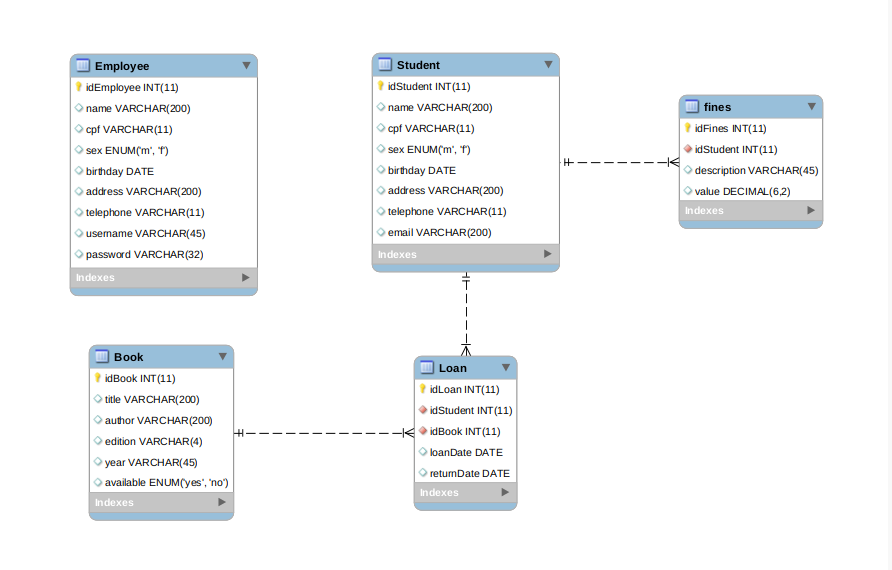 Employee
idEmployee INT(11)
name VARCHAR(200)
cpf VARCHAR(11)
sex ENUM('m', 'f')
birthday DATE
address VARCHAR(200)
telephone VARCHAR(11)
username VARCHAR(45)
password VARCHAR(32)
Indexes
Student
idStudent INT(11)
name VARCHAR(200)
cpf VARCHAR(11)
sex ENUM('m', 'f')
birthday DATE
address VARCHAR(200)
telephone VARCHAR(11)
email VARCHAR(200)
Indexes
fines
idFines INT(11)
idStudent INT(11)
description VARCHAR(45)
value DECIMAL(6,2)
Indexes
Book
idBook INT(11)
title VARCHAR(200)
author VARCHAR(200)
edition VARCHAR(4)
year VARCHAR(45)
available ENUM('yes', 'no')
Indexes
Loan
idLoan INT(11)
idStudent INT(11)
idBook INT(11)
loanDate DATE
returnDate DATE
Indexes